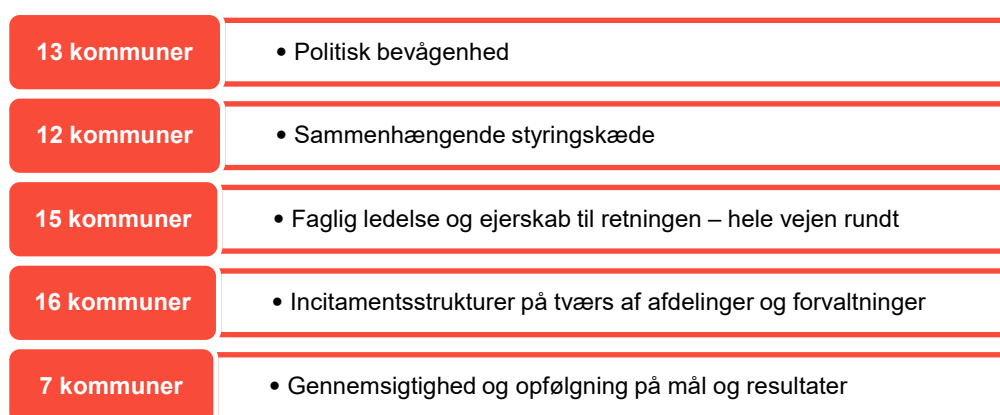 13 kommuner
• Politisk bevågenhed
12 kommuner
• Sammenhængende styringskæde
15 kommuner
• Faglig ledelse og ejerskab til retningen – hele vejen rundt
16 kommuner
• Incitamentsstrukturer på tværs af afdelinger og forvaltninger
7 kommuner
• Gennemsigtighed og opfølgning på mål og resultater